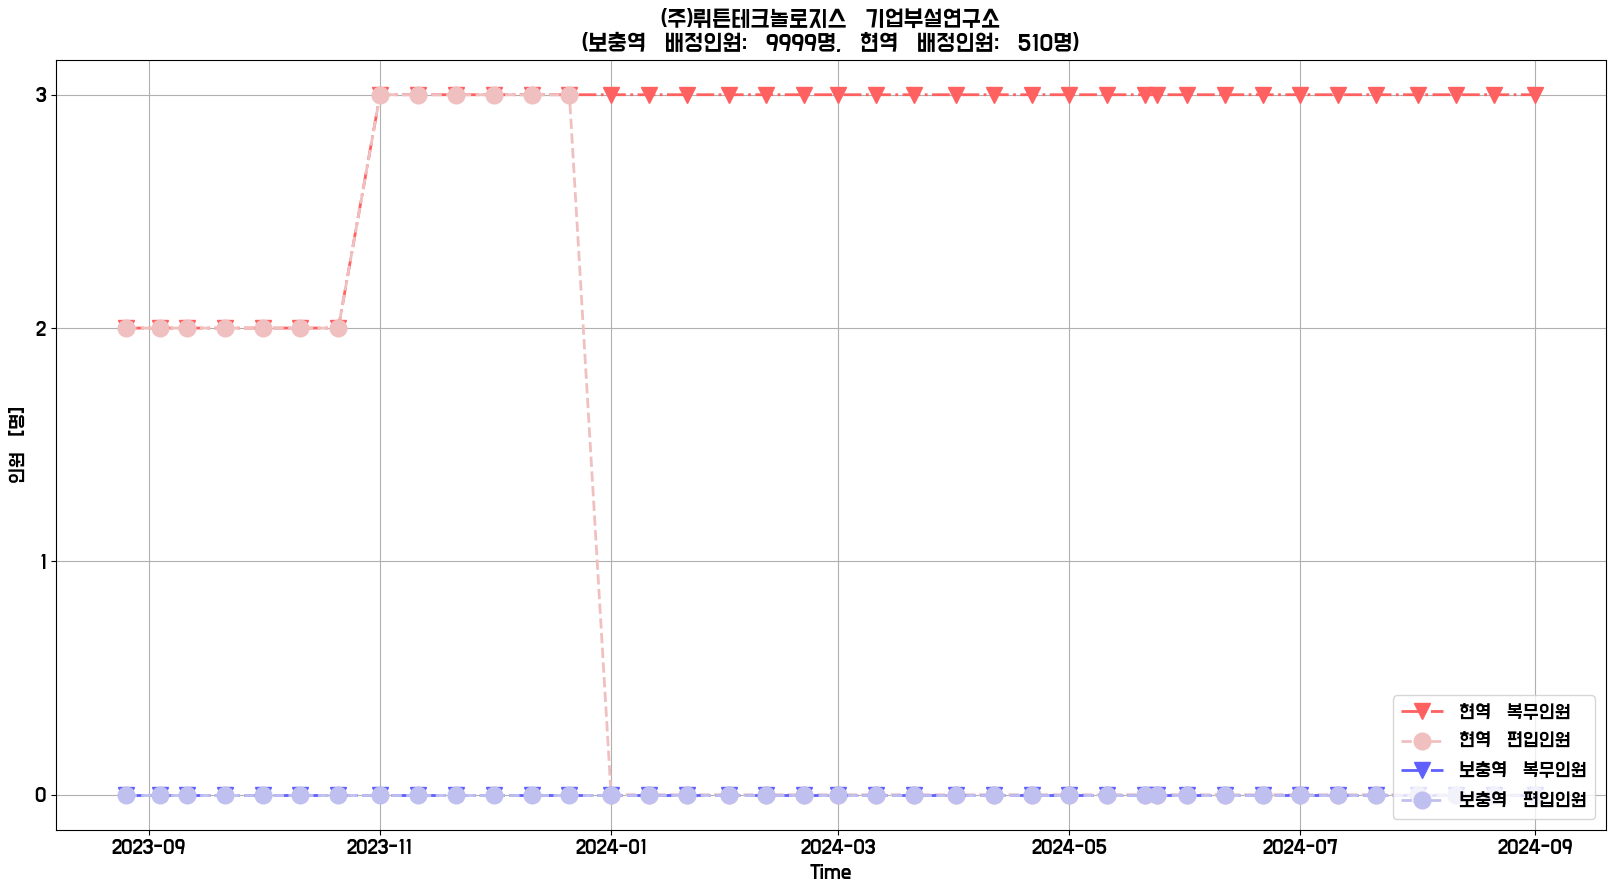 (주)뤼튼테크놀로지스 기업부설연구소
(보충역 배정인원: 9999명, 현역 배정인원: 510명)
3
2
1
0
인원 [명]
2023-09
2023-11
2024-01
2024-03
2024-05
2024-07
2024-09
Time
현역 복무인원
현역 편입인원
보충역 복무인원
보충역 편입인원